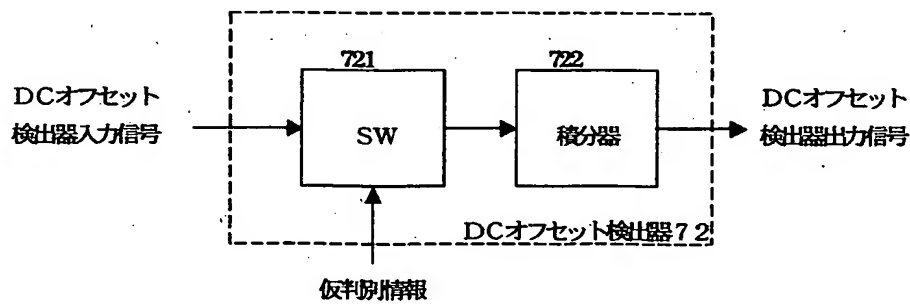 721
722
DCオフセット
検出器入力信号
SW
積分器
DCオフセット
検出器出力信号
DCオフセット検出器72
仮判別情報